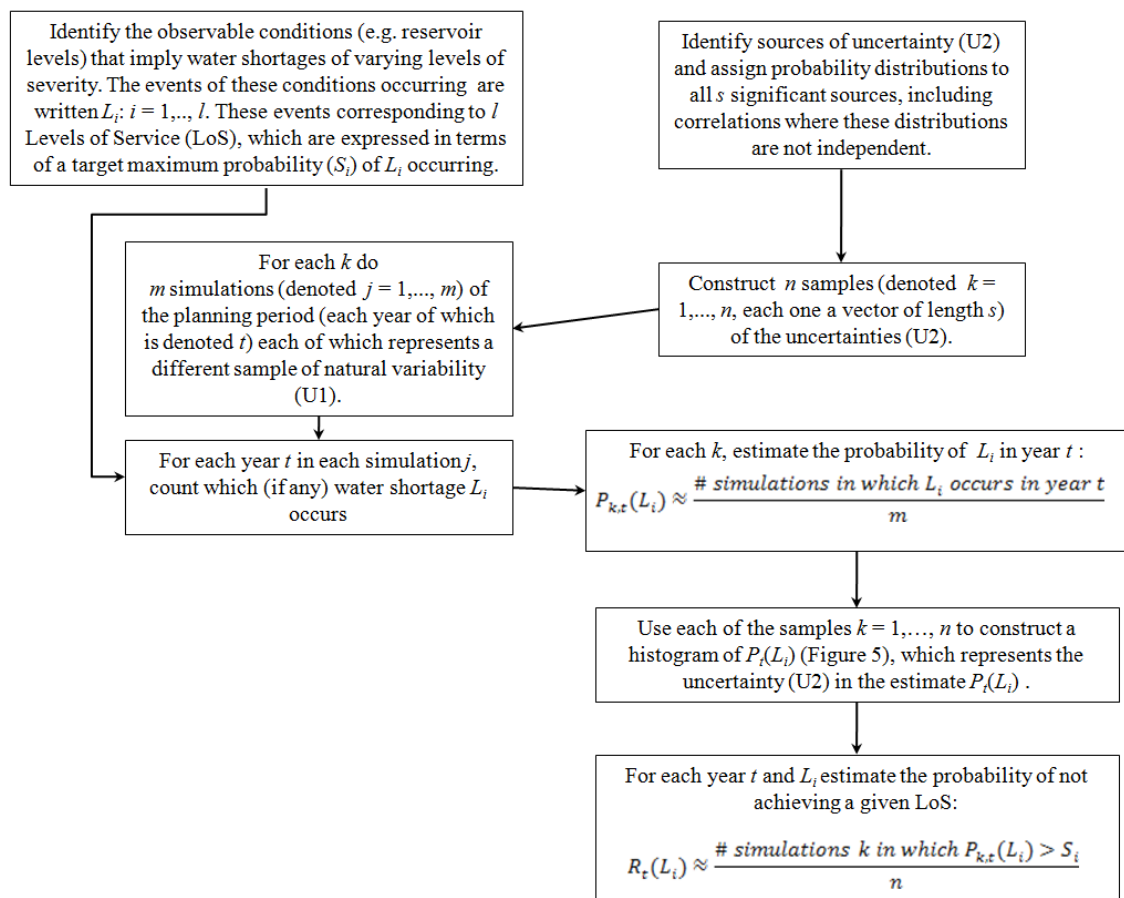 Identify the observable conditions (e.g. reservoir
levels) that imply water shortages of varying levels of
severity. The events of these conditions occurring are
written Lᵢ: i = 1,.., l. These events corresponding to l
Levels of Service (LoS), which are expressed in terms
of a target maximum probability (Sᵢ) of Lᵢ occurring.
Identify sources of uncertainty (U2)
and assign probability distributions to
all s significant sources, including
correlations where these distributions
are not independent.
Construct n samples (denoted k =
1,..., n, each one a vector of length s)
of the uncertainties (U2).
For each k do
m simulations (denoted j = 1,..., m) of
the planning period (each year of which
is denoted t) each of which represents a
different sample of natural variability
(U1).
For each year t in each simulation j,
count which (if any) water shortage Lᵢ
occurs
For each k, estimate the probability of Lᵢ in year t :
# simulations in which Lᵢ occurs in year t
Pₖ,ₜ(Lᵢ) ≈
m
Use each of the samples k = 1,…, n to construct a
histogram of Pₜ(Lᵢ) (Figure 5), which represents the
uncertainty (U2) in the estimate Pₜ(Lᵢ) .
For each year t and Lᵢ estimate the probability of not
achieving a given LoS:
# simulations k in which Pₖ,ₜ(Lᵢ) > Sᵢ
Rₜ(Lᵢ) ≈
n